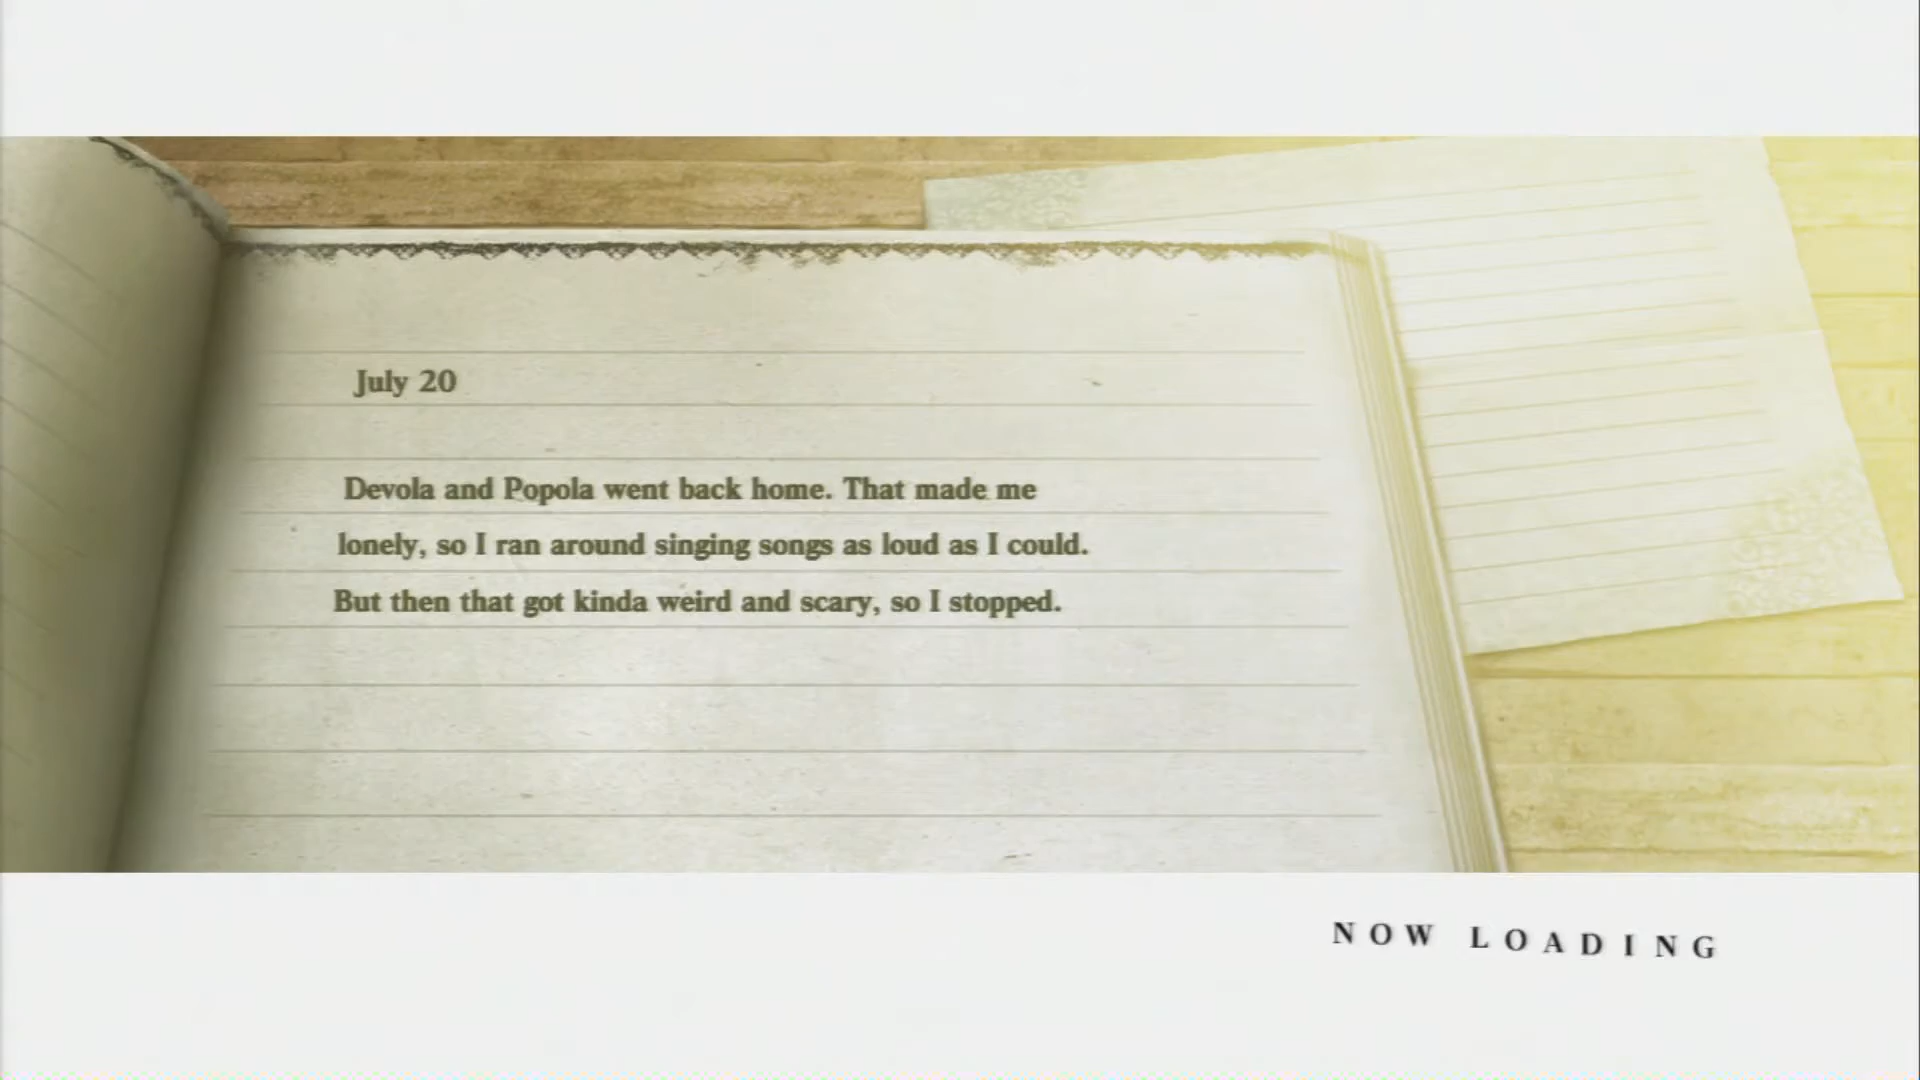 July 20
Devola and Popola went back home. That made me
lonely, so I ran around singing songs as loud as I could.
But then that got kinda weird and scary, so I stopped.
NOW LOADING